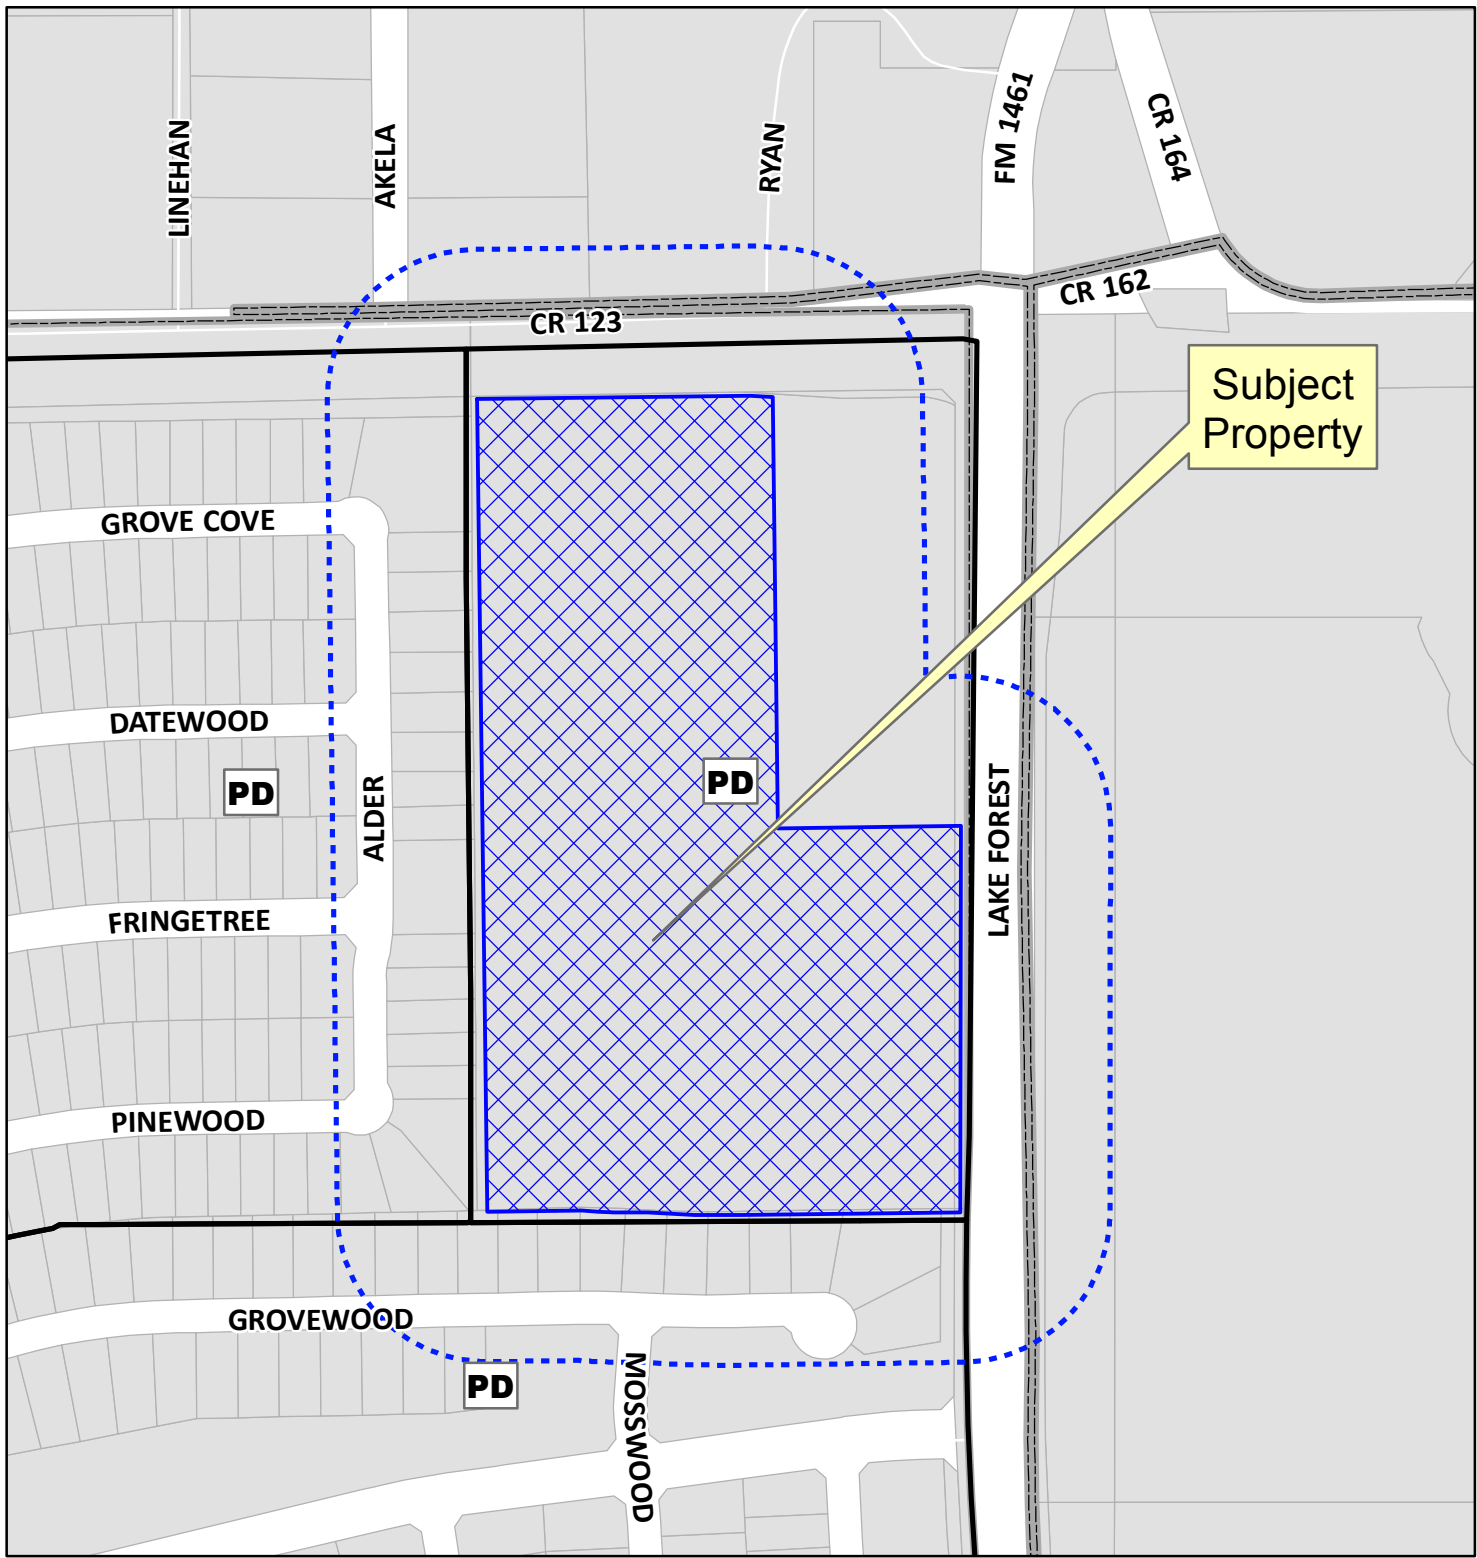 LINEHAN
AKELA
RYAN
FM 1461
CR 164
CR 162
CR 123
Subject
Property
GROVE COVE
DATEWOOD
PD
PD
ALDER
LAKE FOREST
FRINGETREE
PINEWOOD
GROVEWOOD
PD
MOSSWOOD